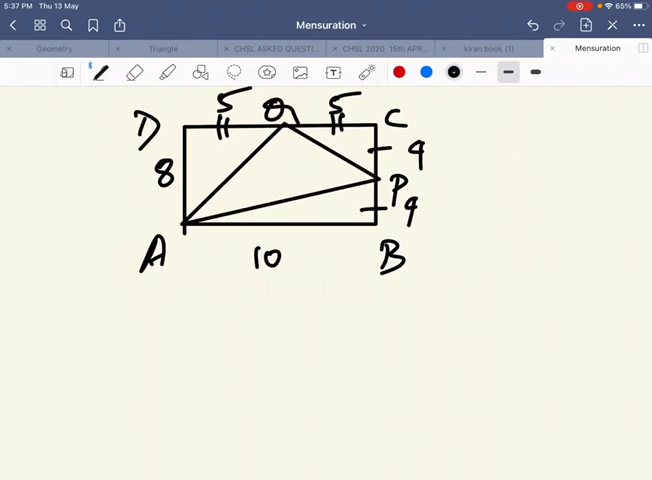 5:37 PM Thu 13 May
65%
Mensuration
Geometry
Triangle
CHSL ASKED QUESTI...
CHSL 2020 15th APR...
kiran book (1)
Mensuration
5 5
D Q C
8 4
P
4
A 10 B